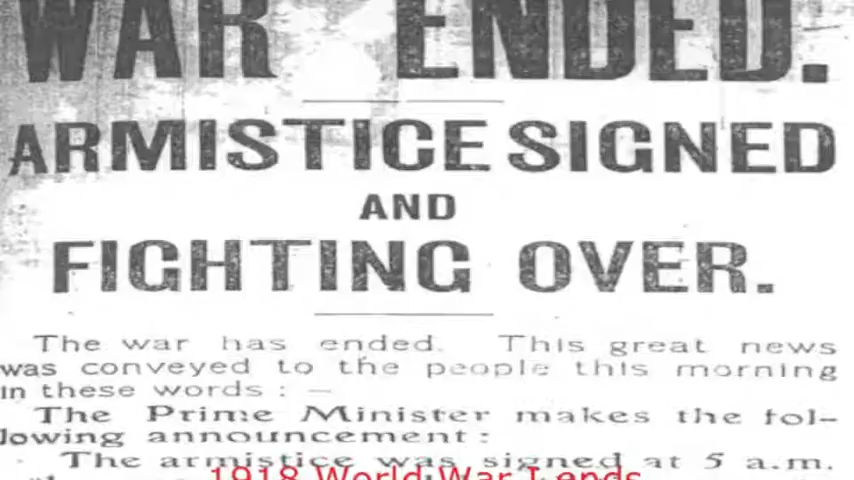 WAR ENDED.
ARMISTICE SIGNED
AND
FIGHTING OVER.
The war has ended. This great news
was conveyed to the people this morning
in these words : —
The Prime Minister makes the fol-
lowing announcement :
The armistice was signed at 5 a.m.
1918 World War I ends